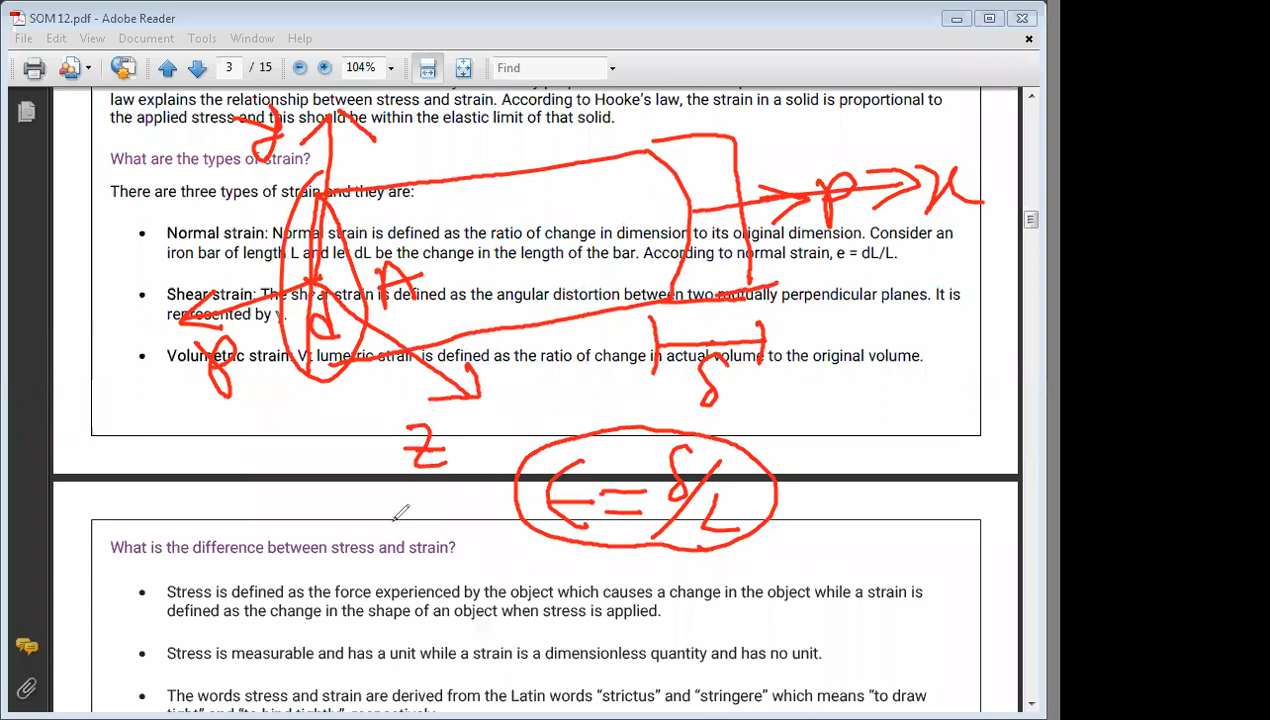 SOM 12.pdf - Adobe Reader
File Edit View Document Tools Window Help
3 / 15 104% Find
law explains the relationship between stress and strain. According to Hooke's law, the strain in a solid is proportional to
the applied stress and this should be within the elastic limit of that solid.
y
What are the types of strain?
There are three types of strain and they are:
P x
Normal strain: Normal strain is defined as the ratio of change in dimension to its original dimension. Consider an
iron bar of length L and let dL be the change in the length of the bar. According to normal strain, e = dL/L.
A
Shear strain: The shear strain is defined as the angular distortion between two mutually perpendicular planes. It is
represented by γ.
d
P
Volumetric strain: Volumetric strain is defined as the ratio of change in actual volume to the original volume.
δ
z
ϵ = δ/L
What is the difference between stress and strain?
Stress is defined as the force experienced by the object which causes a change in the object while a strain is
defined as the change in the shape of an object when stress is applied.
Stress is measurable and has a unit while a strain is a dimensionless quantity and has no unit.
The words stress and strain are derived from the Latin words “strictus” and “stringere” which means “to draw
tight” and “to bind tightly”, respectively.